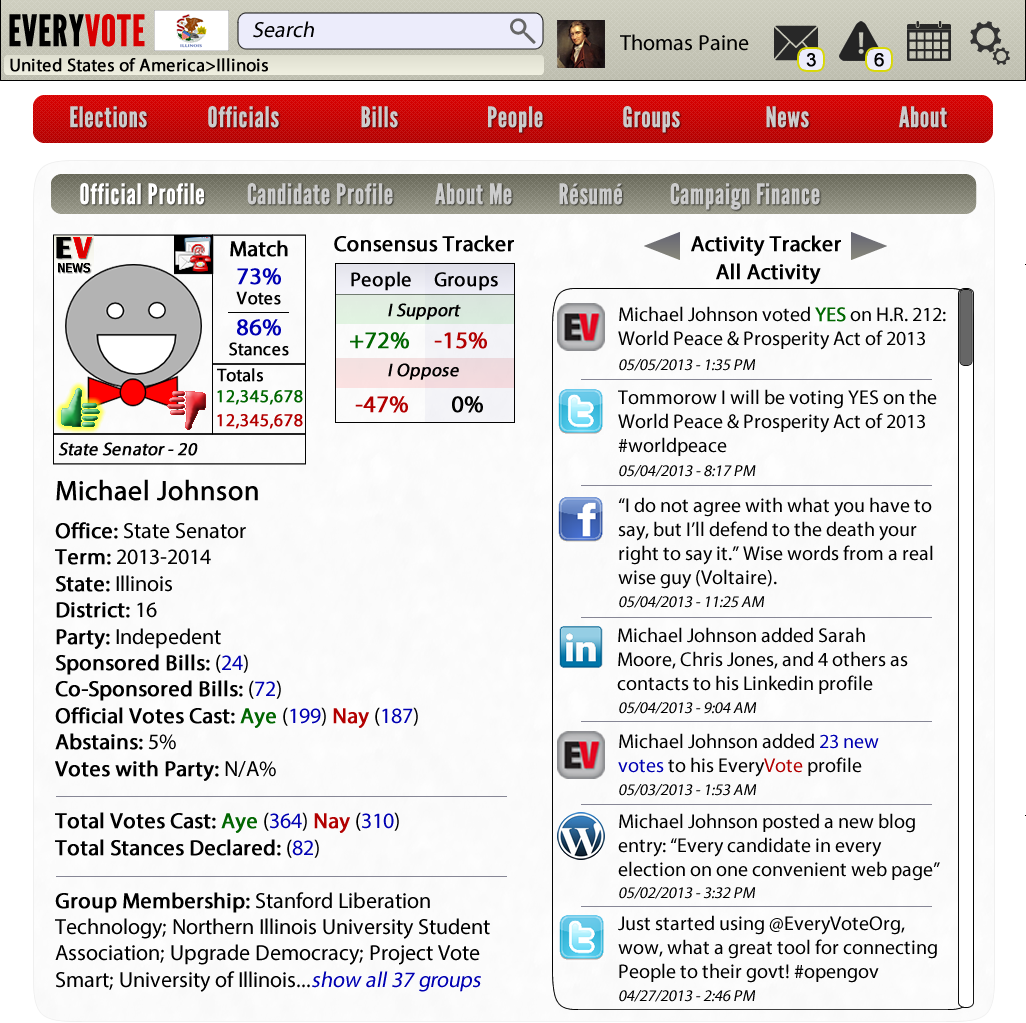 EVERYVOTE
ILLINOIS
Search
Thomas Paine
3
6
United States of America>Illinois
Elections
Officials
Bills
People
Groups
News
About
Official Profile
Candidate Profile
About Me
Résumé
Campaign Finance
EV
NEWS
Match
73%
Votes
86%
Stances
Totals
12,345,678
12,345,678
State Senator - 20
Consensus Tracker
People Groups
I Support
+72% -15%
I Oppose
-47% 0%
Michael Johnson
Office: State Senator
Term: 2013-2014
State: Illinois
District: 16
Party: Indepedent
Sponsored Bills: (24)
Co-Sponsored Bills: (72)
Official Votes Cast: Aye (199) Nay (187)
Abstains: 5%
Votes with Party: N/A%
Total Votes Cast: Aye (364) Nay (310)
Total Stances Declared: (82)
Group Membership: Stanford Liberation
Technology; Northern Illinois University Student
Association; Upgrade Democracy; Project Vote
Smart; University of Illinois...show all 37 groups
Activity Tracker
All Activity
EV
Michael Johnson voted YES on H.R. 212:
World Peace & Prosperity Act of 2013
05/05/2013 - 1:35 PM
t
Tommorow I will be voting YES on the
World Peace & Prosperity Act of 2013
#worldpeace
05/04/2013 - 8:17 PM
f
“I do not agree with what you have to
say, but I’ll defend to the death your
right to say it.” Wise words from a real
wise guy (Voltaire).
05/04/2013 - 11:25 AM
in
Michael Johnson added Sarah
Moore, Chris Jones, and 4 others as
contacts to his Linkedin profile
05/04/2013 - 9:04 AM
EV
Michael Johnson added 23 new
votes to his EveryVote profile
05/03/2013 - 1:53 AM
W
Michael Johnson posted a new blog
entry: “Every candidate in every
election on one convenient web page”
05/02/2013 - 3:32 PM
t
Just started using @EveryVoteOrg,
wow, what a great tool for connecting
People to their govt! #opengov
04/27/2013 - 2:46 PM